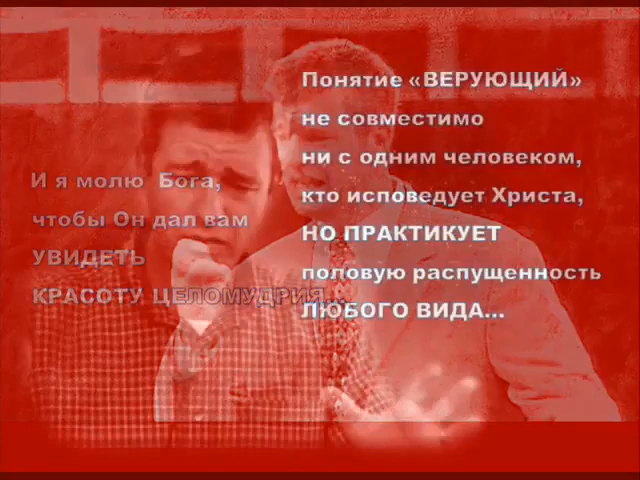 Понятие «ВЕРУЮЩИЙ»
не совместимо
ни с одним человеком,
кто исповедует Христа,
НО ПРАКТИКУЕТ
половую распущенность
ЛЮБОГО ВИДА...
И я молю Бога,
чтобы Он дал вам
УВИДЕТЬ
КРАСОТУ ЦЕЛОМУДРИЯ...